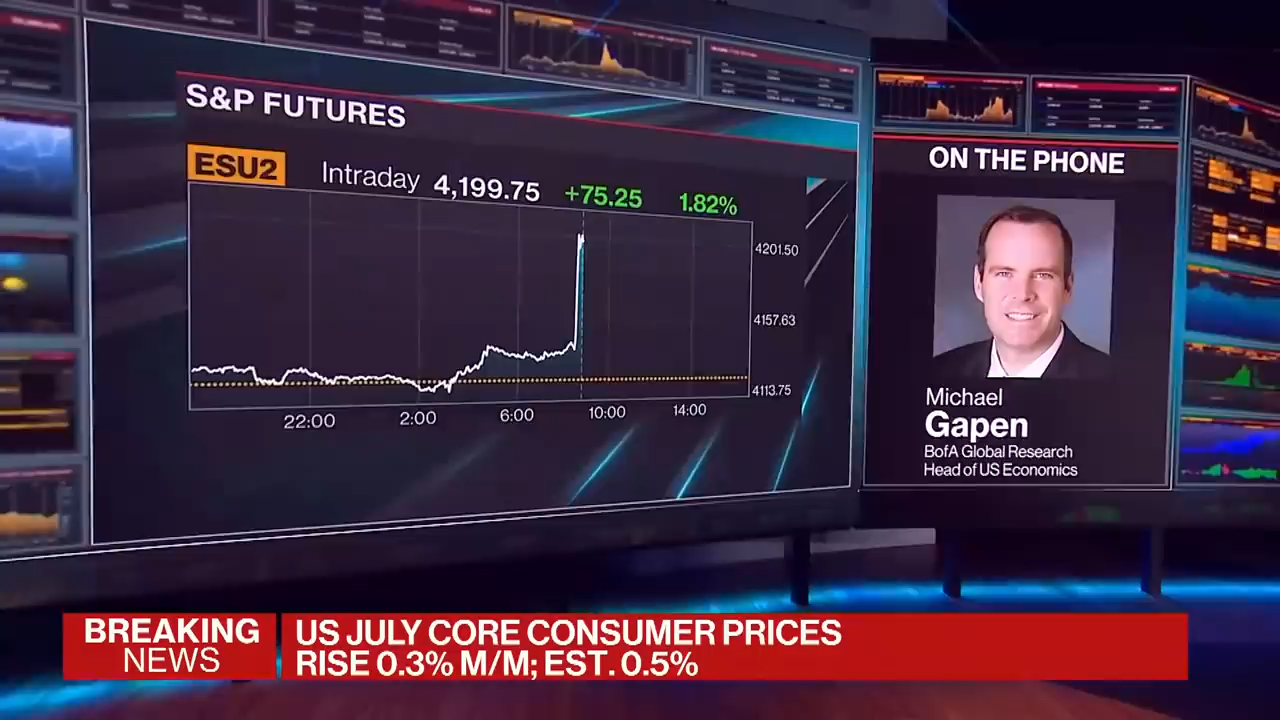 S&P FUTURES
ESU2 Intraday 4,199.75 +75.25 1.82%
4201.50
4157.63
4113.75
22:00 2:00 6:00 10:00 14:00
ON THE PHONE
Michael
Gapen
BofA Global Research
Head of US Economics
BREAKING
NEWS
US JULY CORE CONSUMER PRICES
RISE 0.3% M/M; EST. 0.5%